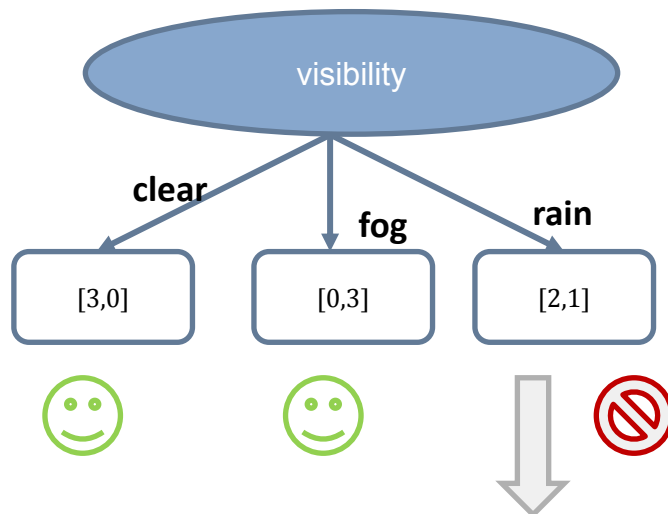 visibility
clear
fog
rain
[3,0]
[0,3]
[2,1]